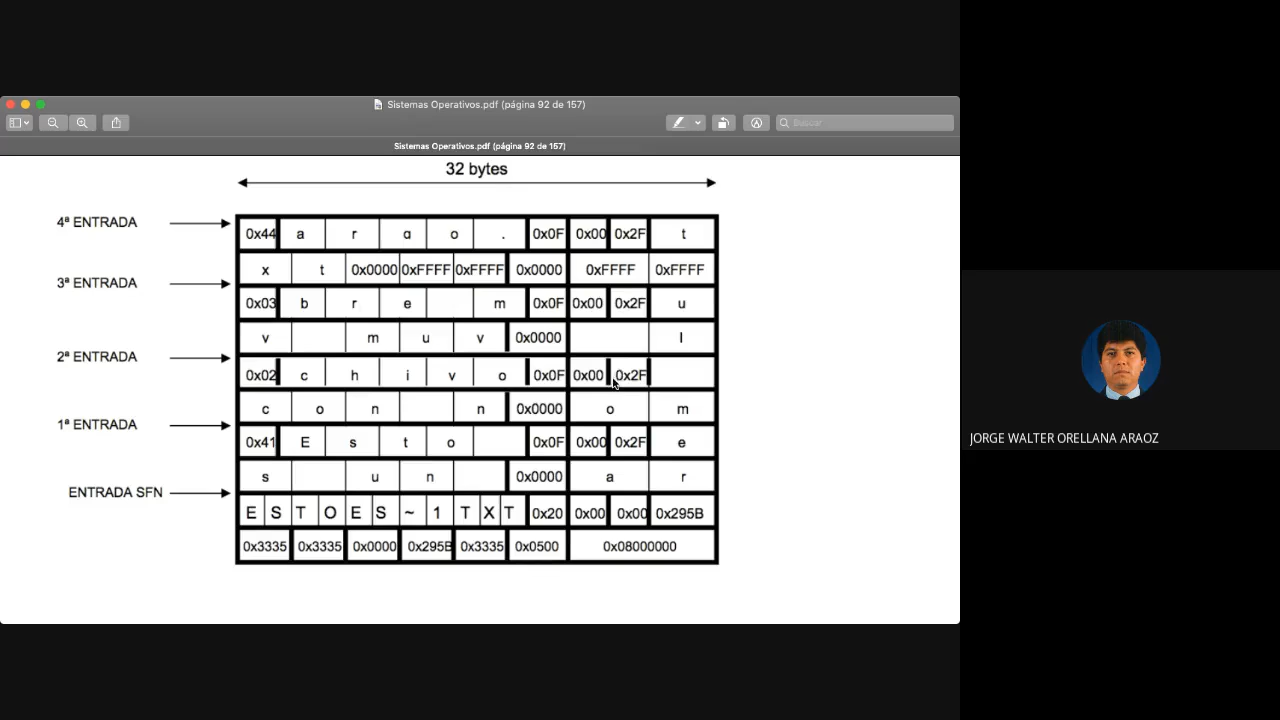 Sistemas Operativos.pdf (página 92 de 157)
Buscar
Sistemas Operativos.pdf (página 92 de 157)
32 bytes
4ª ENTRADA
0x44 a r g o . 0x0F 0x00 0x2F t
x t 0x0000 0xFFFF 0xFFFF 0x0000 0xFFFF 0xFFFF
3ª ENTRADA
0x03 b r e m 0x0F 0x00 0x2F u
v m u v 0x0000 l
2ª ENTRADA
0x02 c h i v o 0x0F 0x00 0x2F
c o n n 0x0000 o m
1ª ENTRADA
0x41 E s t o 0x0F 0x00 0x2F e
s u n 0x0000 a r
ENTRADA SFN
E S T O E S ~ 1 T X T 0x20 0x00 0x00 0x295B
0x3335 0x3335 0x0000 0x295B 0x3335 0x0500 0x08000000
JORGE WALTER ORELLANA ARAOZ